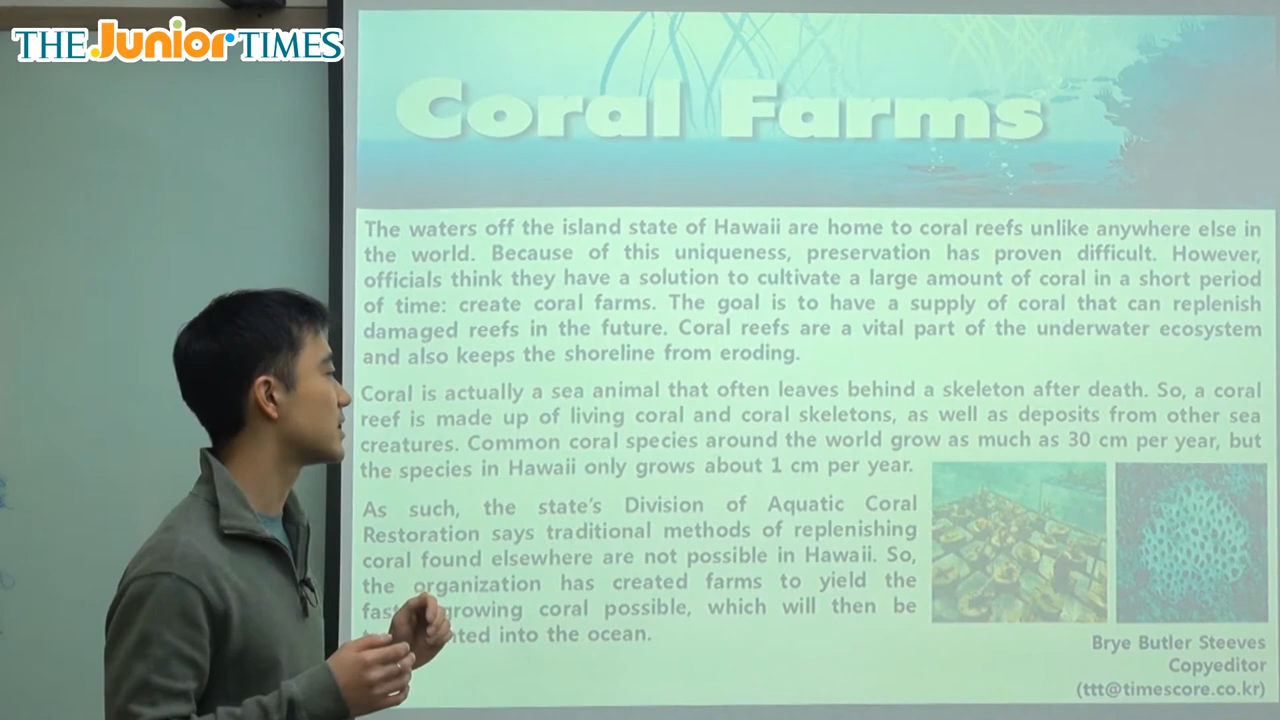 THE Junior TIMES
Coral Farms
The waters off the island state of Hawaii are home to coral reefs unlike anywhere else in
the world. Because of this uniqueness, preservation has proven difficult. However,
officials think they have a solution to cultivate a large amount of coral in a short period
of time: create coral farms. The goal is to have a supply of coral that can replenish
damaged reefs in the future. Coral reefs are a vital part of the underwater ecosystem
and also keeps the shoreline from eroding.
Coral is actually a sea animal that often leaves behind a skeleton after death. So, a coral
reef is made up of living coral and coral skeletons, as well as deposits from other sea
creatures. Common coral species around the world grow as much as 30 cm per year, but
the species in Hawaii only grows about 1 cm per year.
As such, the state's Division of Aquatic Coral
Restoration says traditional methods of replenishing
coral found elsewhere are not possible in Hawaii. So,
the organization has created farms to yield the
growing coral possible, which will then be
into the ocean.
Brye Butler Steeves
Copyeditor
(ttt@timescore.co.kr)